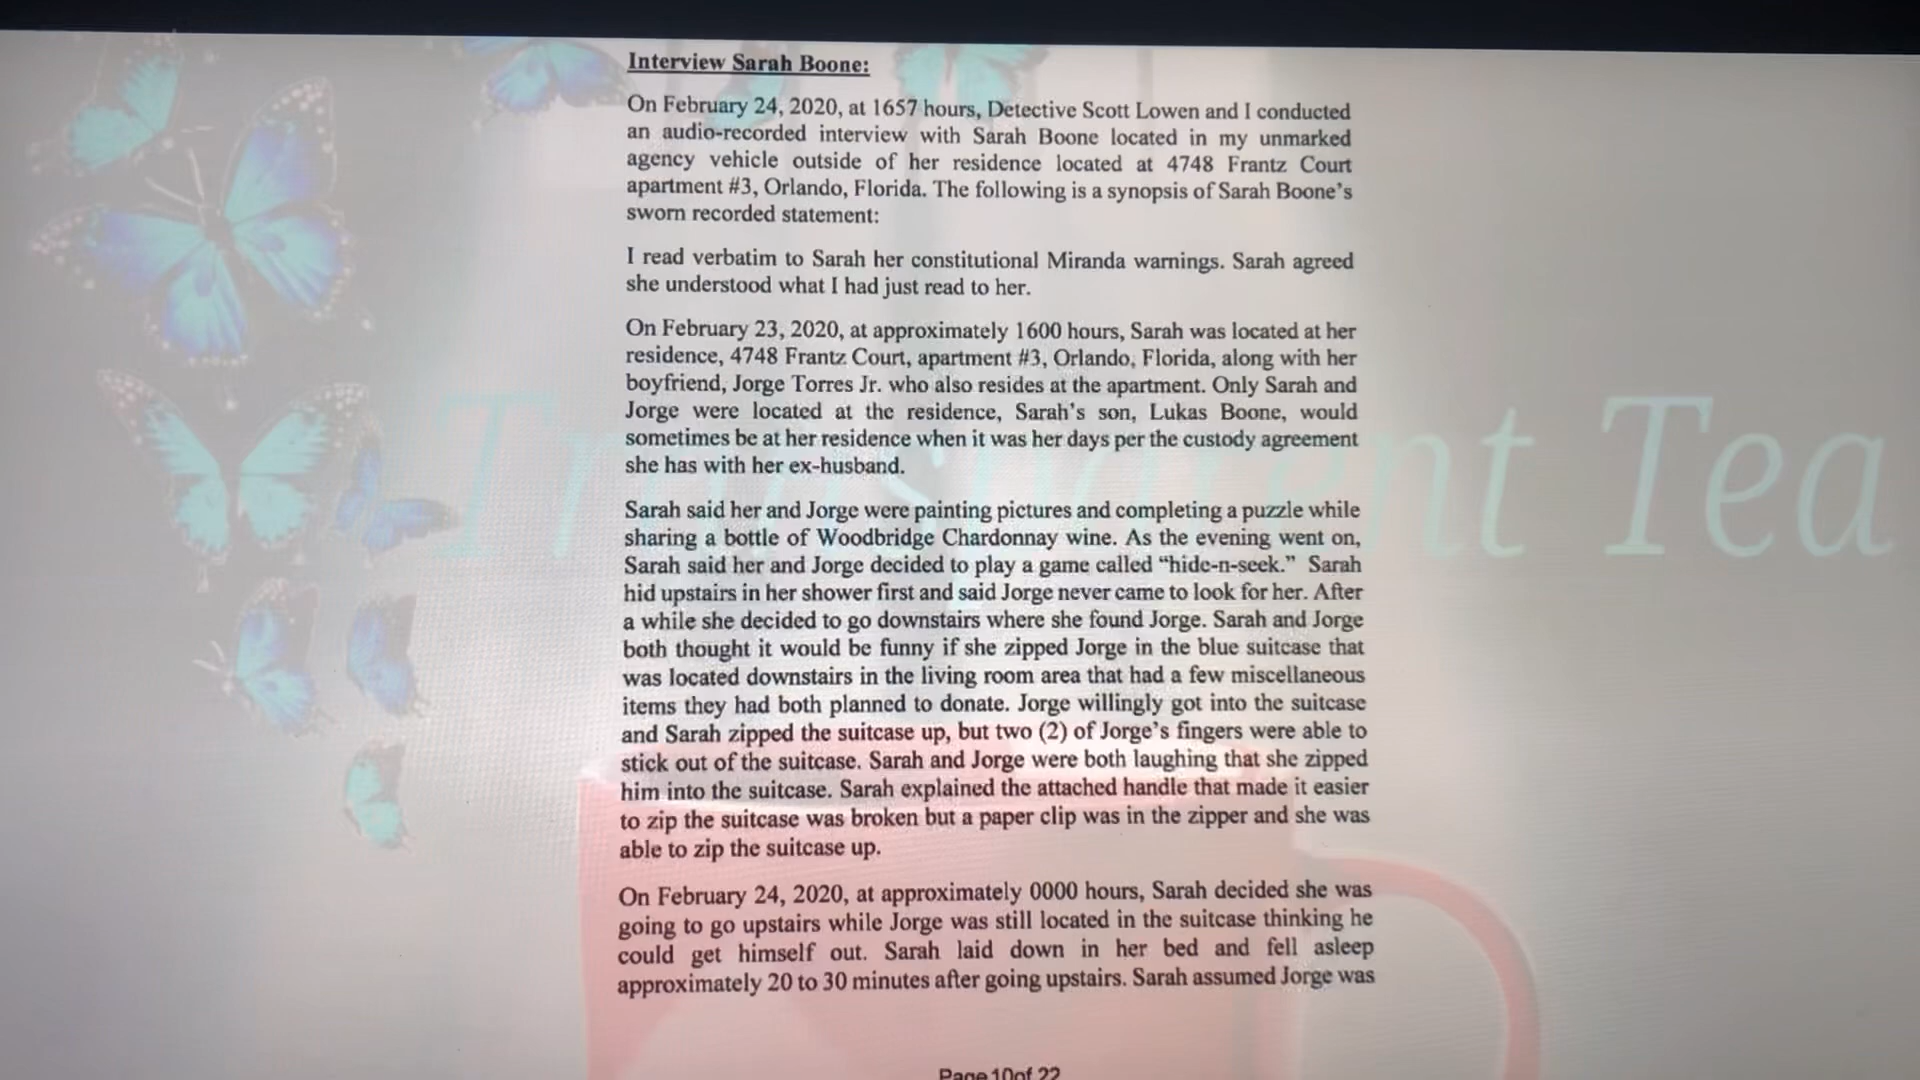 Interview Sarah Boone:
On February 24, 2020, at 1657 hours, Detective Scott Lowen and I conducted
an audio-recorded interview with Sarah Boone located in my unmarked
agency vehicle outside of her residence located at 4748 Frantz Court
apartment #3, Orlando, Florida. The following is a synopsis of Sarah Boone's
sworn recorded statement:
I read verbatim to Sarah her constitutional Miranda warnings. Sarah agreed
she understood what I had just read to her.
On February 23, 2020, at approximately 1600 hours, Sarah was located at her
residence, 4748 Frantz Court, apartment #3, Orlando, Florida, along with her
boyfriend, Jorge Torres Jr. who also resides at the apartment. Only Sarah and
Jorge were located at the residence, Sarah's son, Lukas Boone, would
sometimes be at her residence when it was her days per the custody agreement
she has with her ex-husband.
Sarah said her and Jorge were painting pictures and completing a puzzle while
sharing a bottle of Woodbridge Chardonnay wine. As the evening went on,
Sarah said her and Jorge decided to play a game called “hide-n-seek.” Sarah
hid upstairs in her shower first and said Jorge never came to look for her. After
a while she decided to go downstairs where she found Jorge. Sarah and Jorge
both thought it would be funny if she zipped Jorge in the blue suitcase that
was located downstairs in the living room area that had a few miscellaneous
items they had both planned to donate. Jorge willingly got into the suitcase
and Sarah zipped the suitcase up, but two (2) of Jorge's fingers were able to
stick out of the suitcase. Sarah and Jorge were both laughing that she zipped
him into the suitcase. Sarah explained the attached handle that made it easier
to zip the suitcase was broken but a paper clip was in the zipper and she was
able to zip the suitcase up.
On February 24, 2020, at approximately 0000 hours, Sarah decided she was
going to go upstairs while Jorge was still located in the suitcase thinking he
could get himself out. Sarah laid down in her bed and fell asleep
approximately 20 to 30 minutes after going upstairs. Sarah assumed Jorge was
Page 10of 22
Transparent Tea